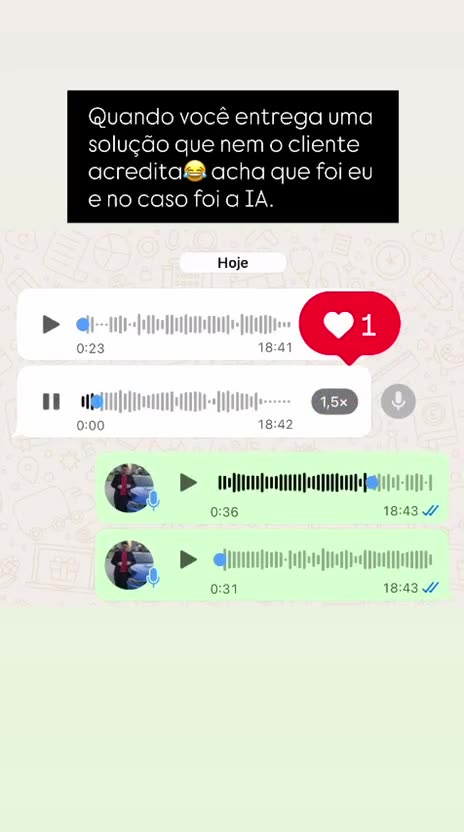 Quando você entrega uma
solução que nem o cliente
acredita😂 acha que foi eu
e no caso foi a IA.
Hoje
0:23 18:41
1
1,5×
0:00 18:42
0:36 18:43
0:31 18:43